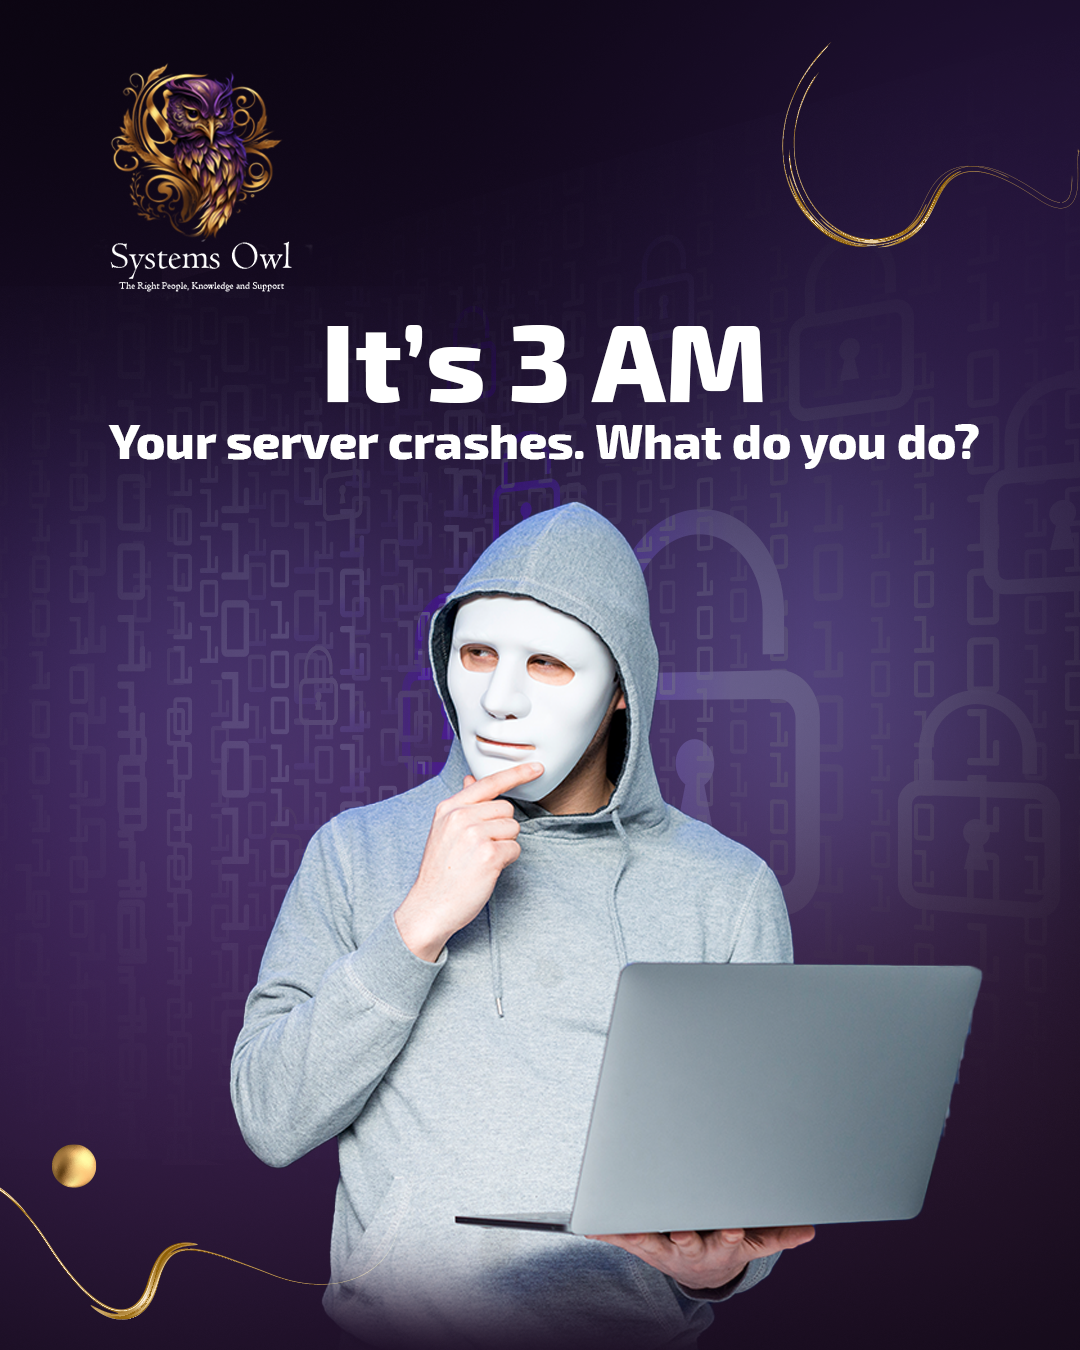 Systems Owl
The Right People, Knowledge and Support
It's 3 AM
Your server crashes. What do you do?